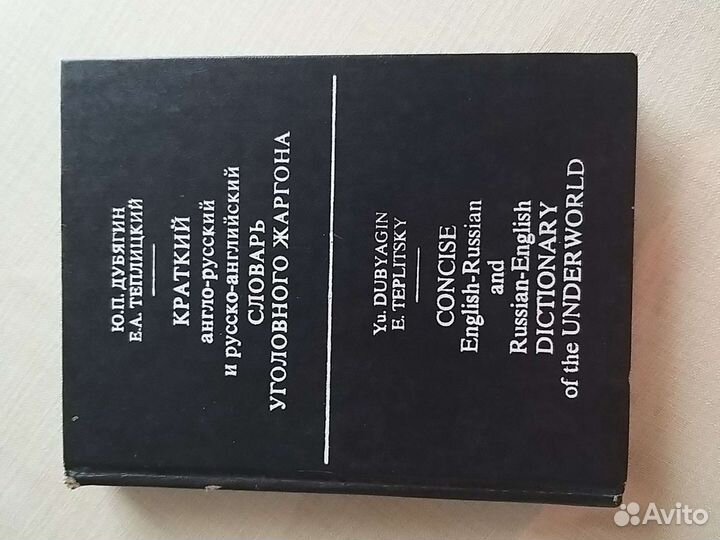 Ю.П. ДУБЯГИН
Е.А. ТЕПЛИЦКИЙ
КРАТКИЙ
англо-русский
и русско-английский
СЛОВАРЬ
УГОЛОВНОГО ЖАРГОНА
Yu. DUBYAGIN
E. TEPLITSKY
CONCISE
English-Russian
and
Russian-English
DICTIONARY
of the UNDERWORLD
Avito